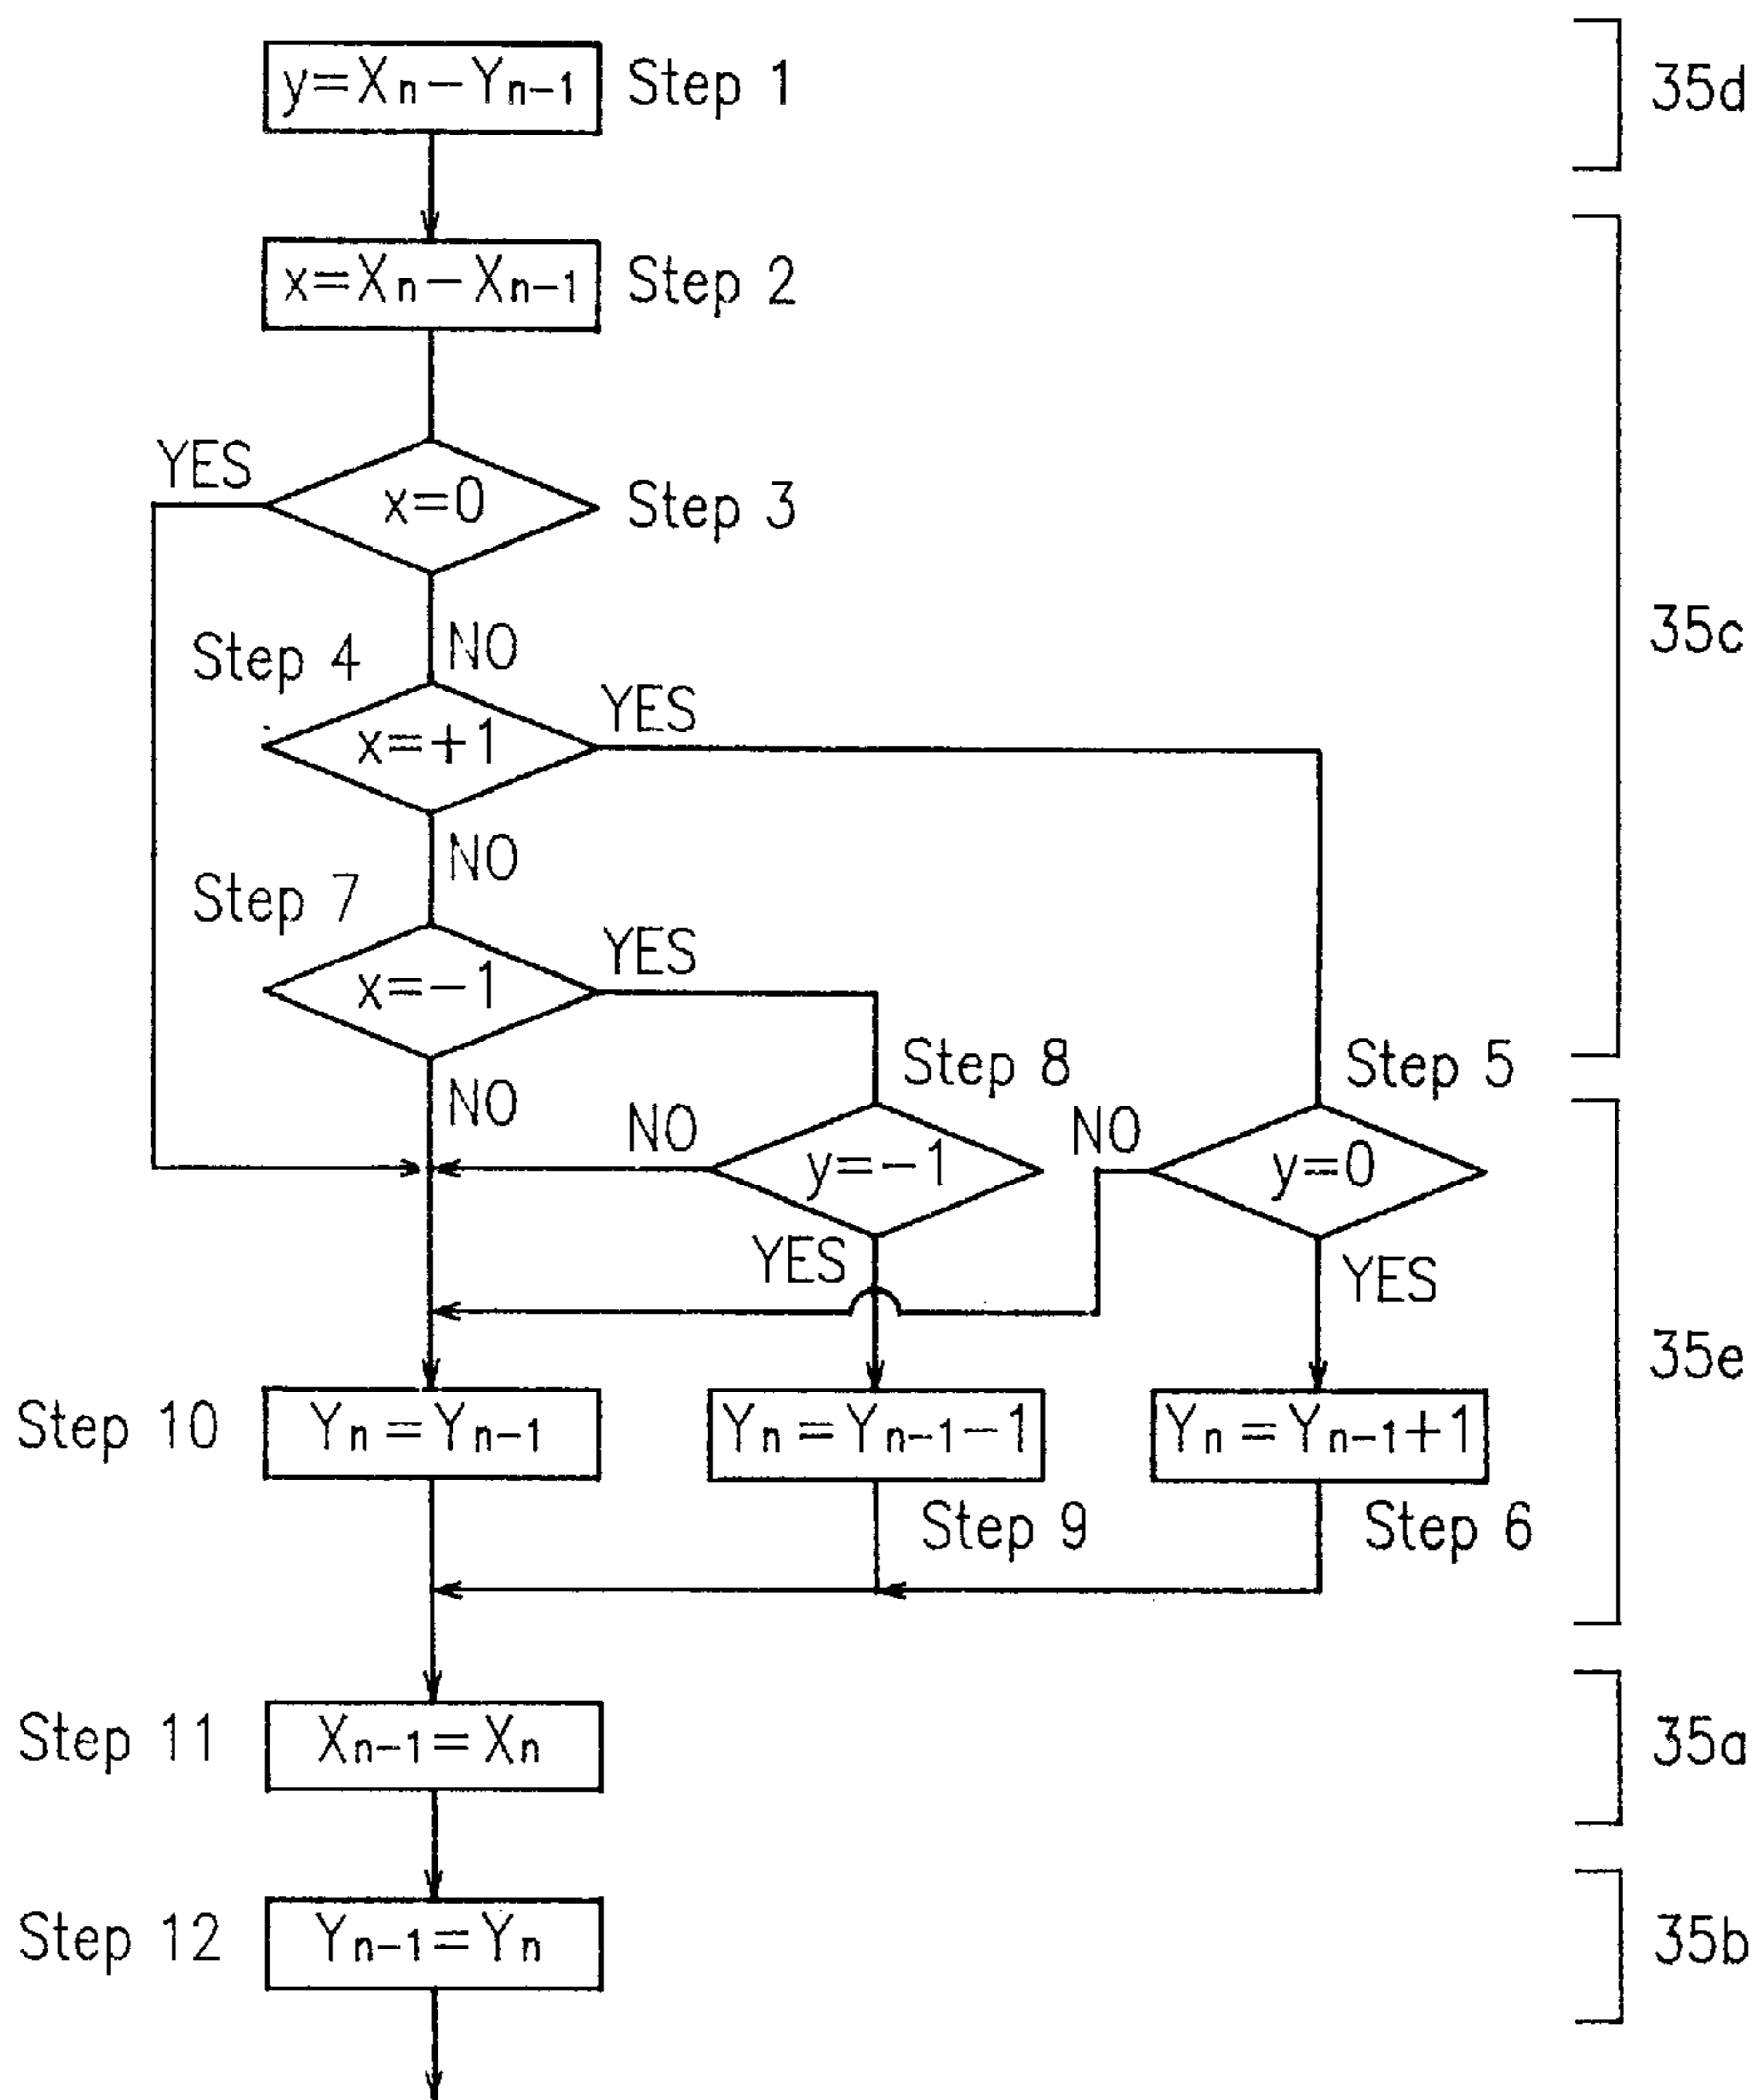 y=Xn−Yn−1 Step 1
35d
x=Xn−Xn−1 Step 2
YES
x=0 Step 3
35c
Step 4 NO
YES
x=+1
NO
Step 7
YES
x=−1
Step 8 Step 5
NO NO NO
y=−1 y=0
YES YES
35e
Step 10 Yn=Yn−1 Yn=Yn−1−1 Yn=Yn−1+1
Step 9 Step 6
Step 11 Xn−1=Xn 35a
Step 12 Yn−1=Yn 35b